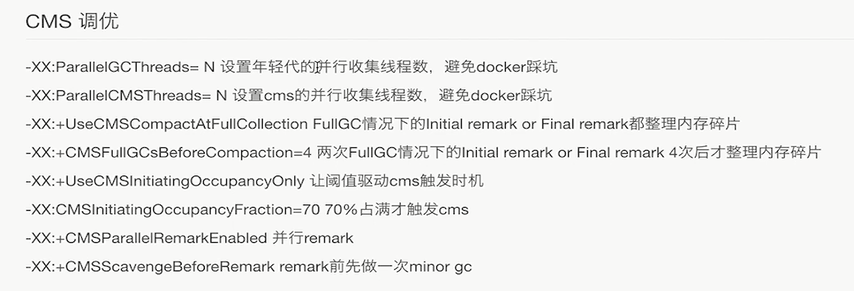 CMS 调优
-XX:ParallelGCThreads= N 设置年轻代的并行收集线程数，避免docker踩坑
-XX:ParallelCMSThreads= N 设置cms的并行收集线程数，避免docker踩坑
-XX:+UseCMSCompactAtFullCollection FullGC情况下的Initial remark or Final remark都整理内存碎片
-XX:+CMSFullGCsBeforeCompaction=4 两次FullGC情况下的Initial remark or Final remark 4次后才整理内存碎片
-XX:+UseCMSInitiatingOccupancyOnly 让阈值驱动cms触发时机
-XX:CMSInitiatingOccupancyFraction=70 70%占满才触发cms
-XX:+CMSParallelRemarkEnabled 并行remark
-XX:+CMSScavengeBeforeRemark remark前先做一次minor gc